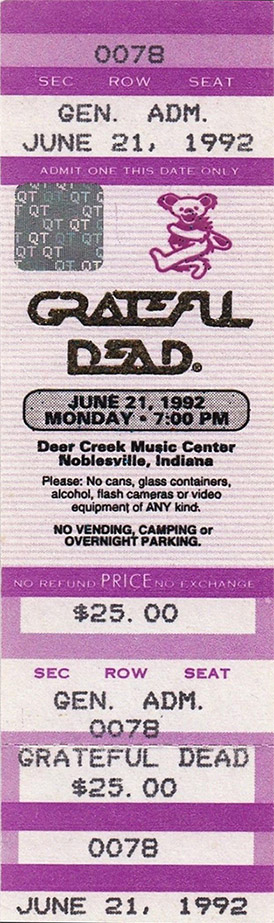 0078
SEC ROW SEAT
GEN. ADM.
JUNE 21, 1992
ADMIT ONE THIS DATE ONLY
QT QT QT
QT QT
QT QT QT
QT QT
GRATEFUL
DEAD®
JUNE 21, 1992
MONDAY • 7:00 PM
Deer Creek Music Center
Noblesville, Indiana
Please: No cans, glass containers,
alcohol, flash cameras or video
equipment of ANY kind.
NO VENDING, CAMPING or
OVERNIGHT PARKING.
NO REFUND PRICE NO EXCHANGE
$25.00
SEC ROW SEAT
GEN. ADM.
0078
GRATEFUL DEAD
$25.00
0078
JUNE 21, 1992